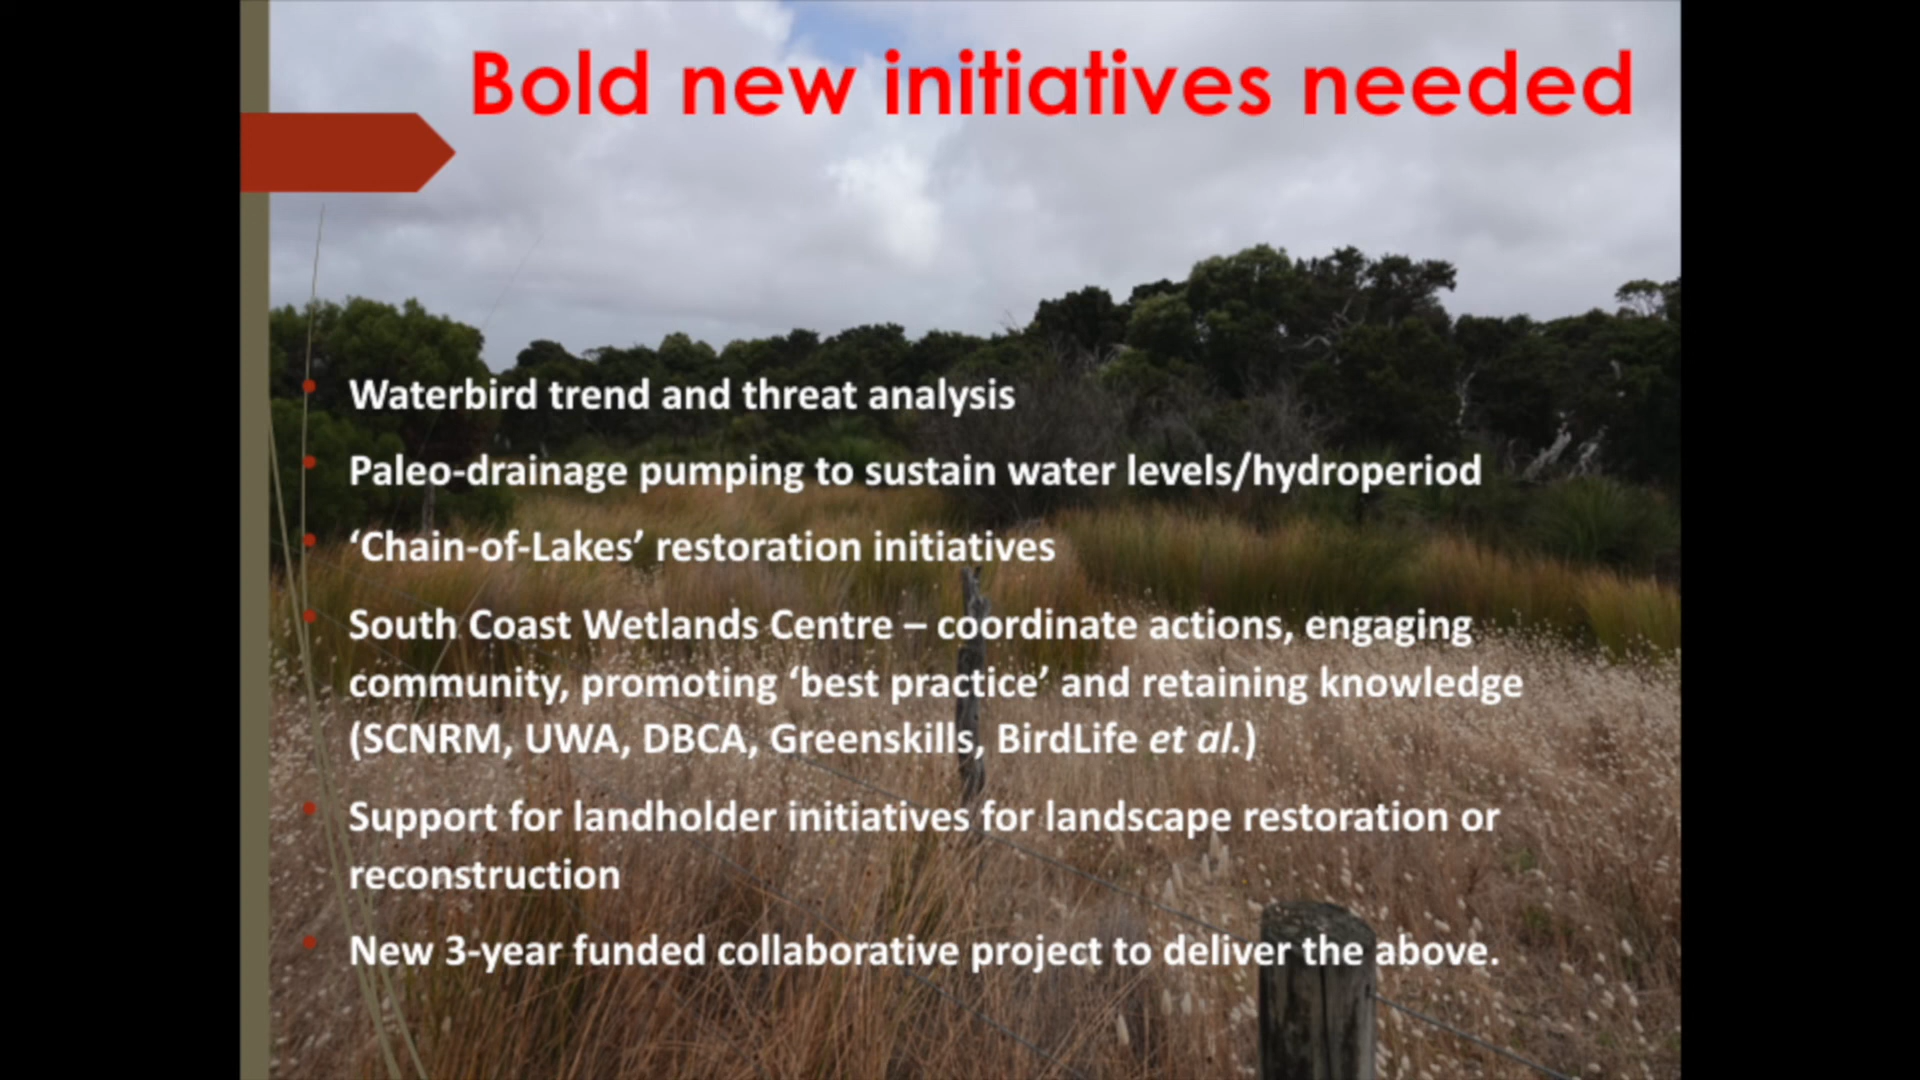 Bold new initiatives needed
Waterbird trend and threat analysis
Paleo-drainage pumping to sustain water levels/hydroperiod
‘Chain-of-Lakes’ restoration initiatives
South Coast Wetlands Centre – coordinate actions, engaging
community, promoting ‘best practice’ and retaining knowledge
(SCNRM, UWA, DBCA, Greenskills, BirdLife et al.)
Support for landholder initiatives for landscape restoration or
reconstruction
New 3-year funded collaborative project to deliver the above.